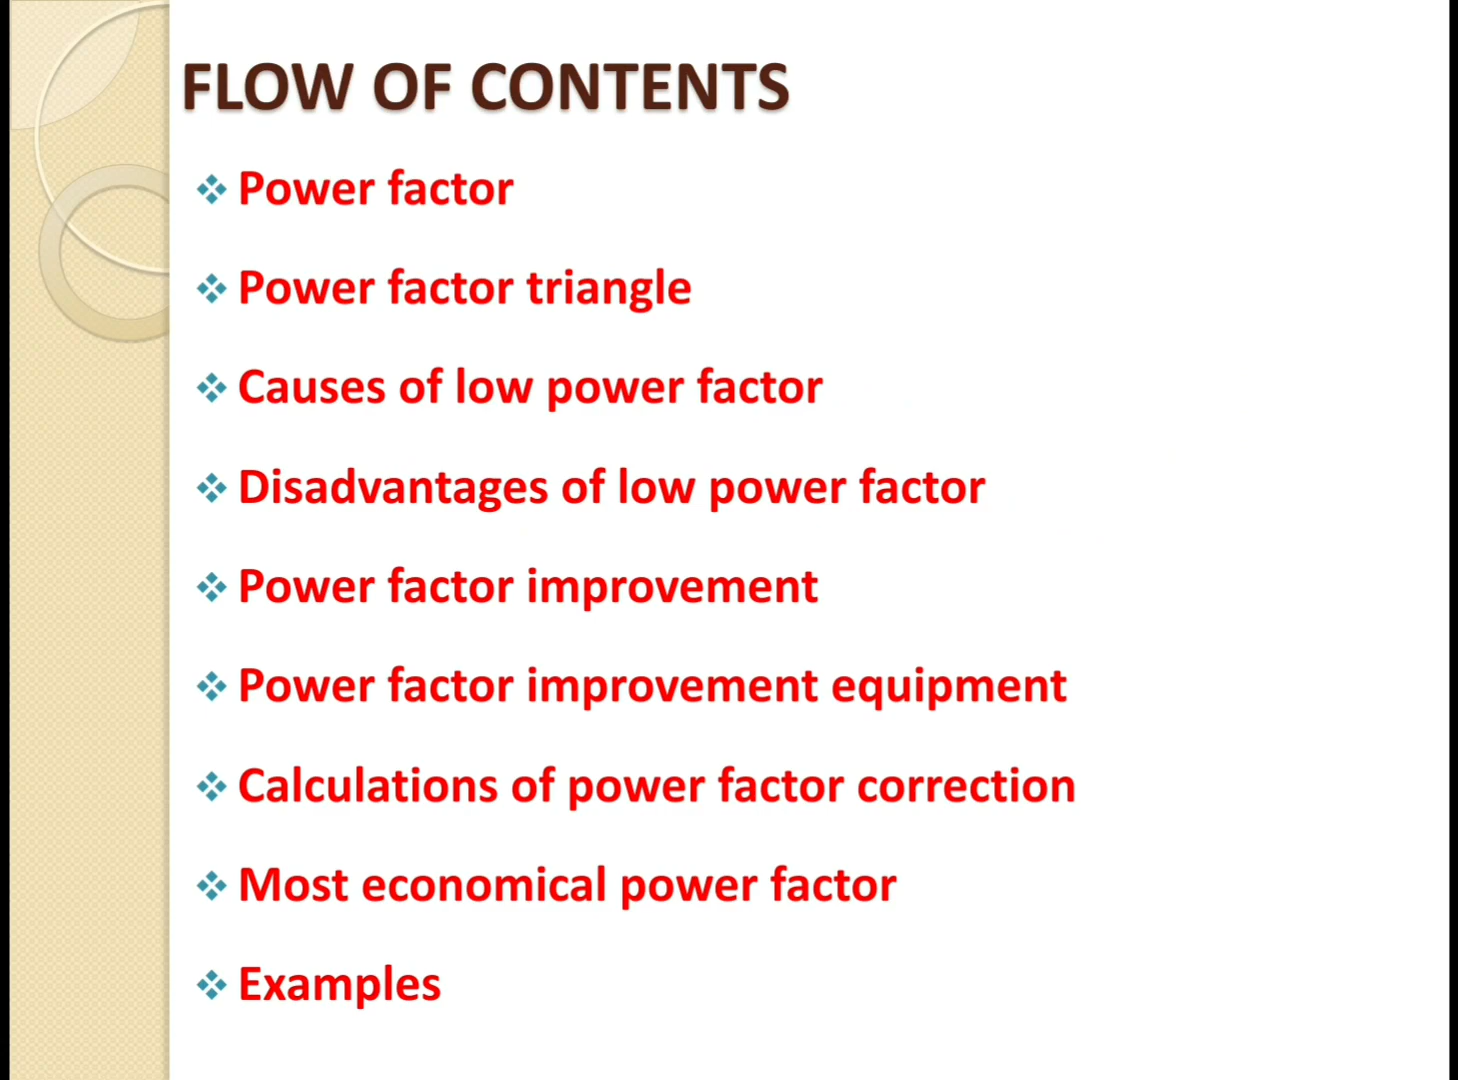 FLOW OF CONTENTS
Power factor
Power factor triangle
Causes of low power factor
Disadvantages of low power factor
Power factor improvement
Power factor improvement equipment
Calculations of power factor correction
Most economical power factor
Examples